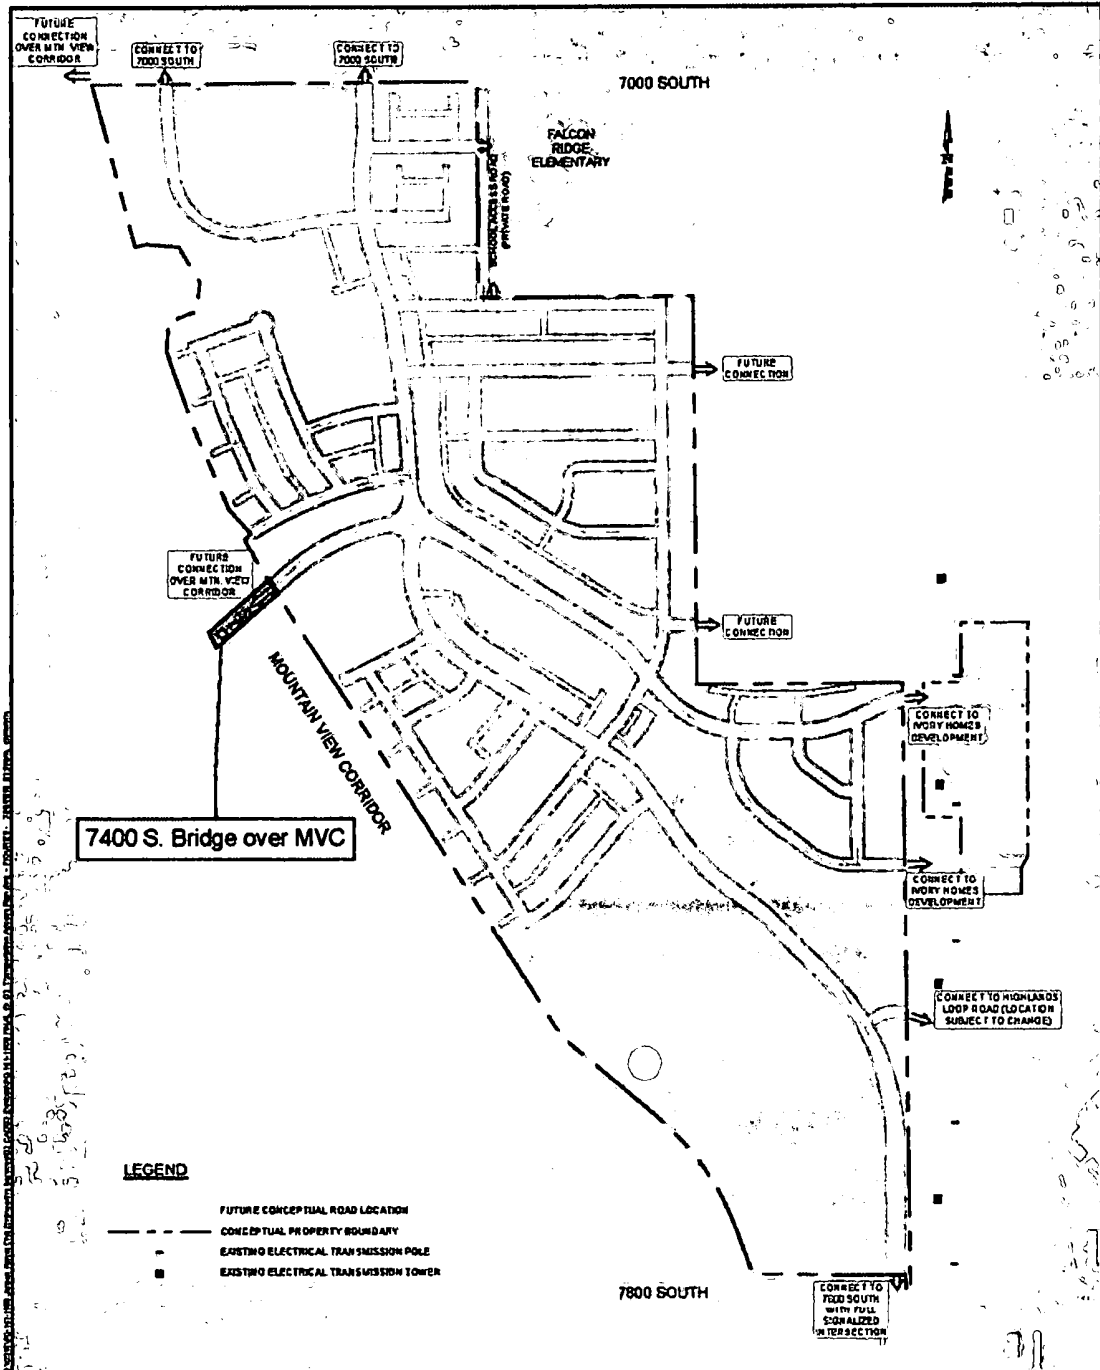 FUTURE
CONNECTION
OVER MTN. VIEW
CORRIDOR
CONNECT TO
7000 SOUTH
CONNECT TO
7000 SOUTH
7000 SOUTH
FALCON
RIDGE
ELEMENTARY
SCHOOL ACCESS ROAD
(PRIVATE ROAD)
FUTURE
CONNECTION
FUTURE
CONNECTION
OVER MTN. VIEW
CORRIDOR
FUTURE
CONNECTION
MOUNTAIN VIEW CORRIDOR
CONNECT TO
IVORY HOMES
DEVELOPMENT
7400 S. Bridge over MVC
CONNECT TO
IVORY HOMES
DEVELOPMENT
CONNECT TO HIGHLANDS
LOOP ROAD (LOCATION
SUBJECT TO CHANGE)
LEGEND
FUTURE CONCEPTUAL ROAD LOCATION
CONCEPTUAL PROPERTY BOUNDARY
EXISTING ELECTRICAL TRANSMISSION POLE
EXISTING ELECTRICAL TRANSMISSION TOWER
7800 SOUTH
CONNECT TO
7800 SOUTH
WITH FULL
SIGNALIZED
INTERSECTION